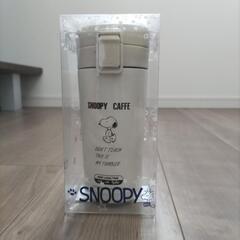 SNOOPY CAFFE
DON'T TOUCH
THIS IS
MY TUMBLER
SNOOPY